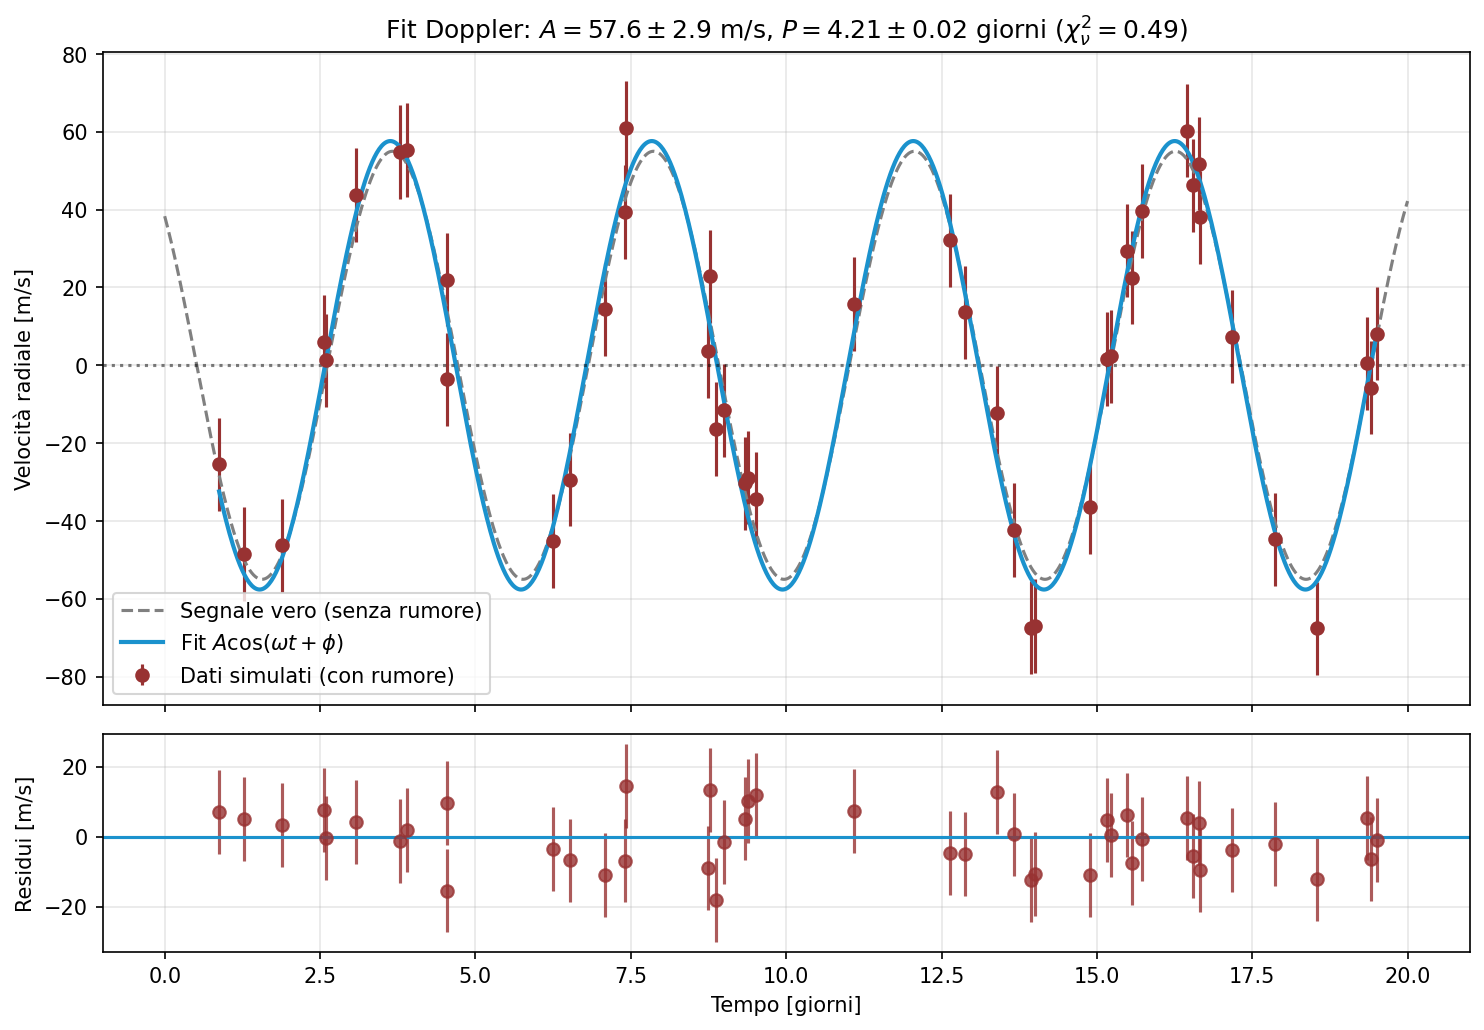 Fit Doppler: A = 57.6 ± 2.9 m/s, P = 4.21 ± 0.02 giorni (χ²ᵥ = 0.49)
80
60
40
20
0
−20
−40
−60
−80
Velocità radiale [m/s]
Segnale vero (senza rumore)
Fit A cos(ωt + ϕ)
Dati simulati (con rumore)
20
0
−20
Residui [m/s]
0.0 2.5 5.0 7.5 10.0 12.5 15.0 17.5 20.0
Tempo [giorni]